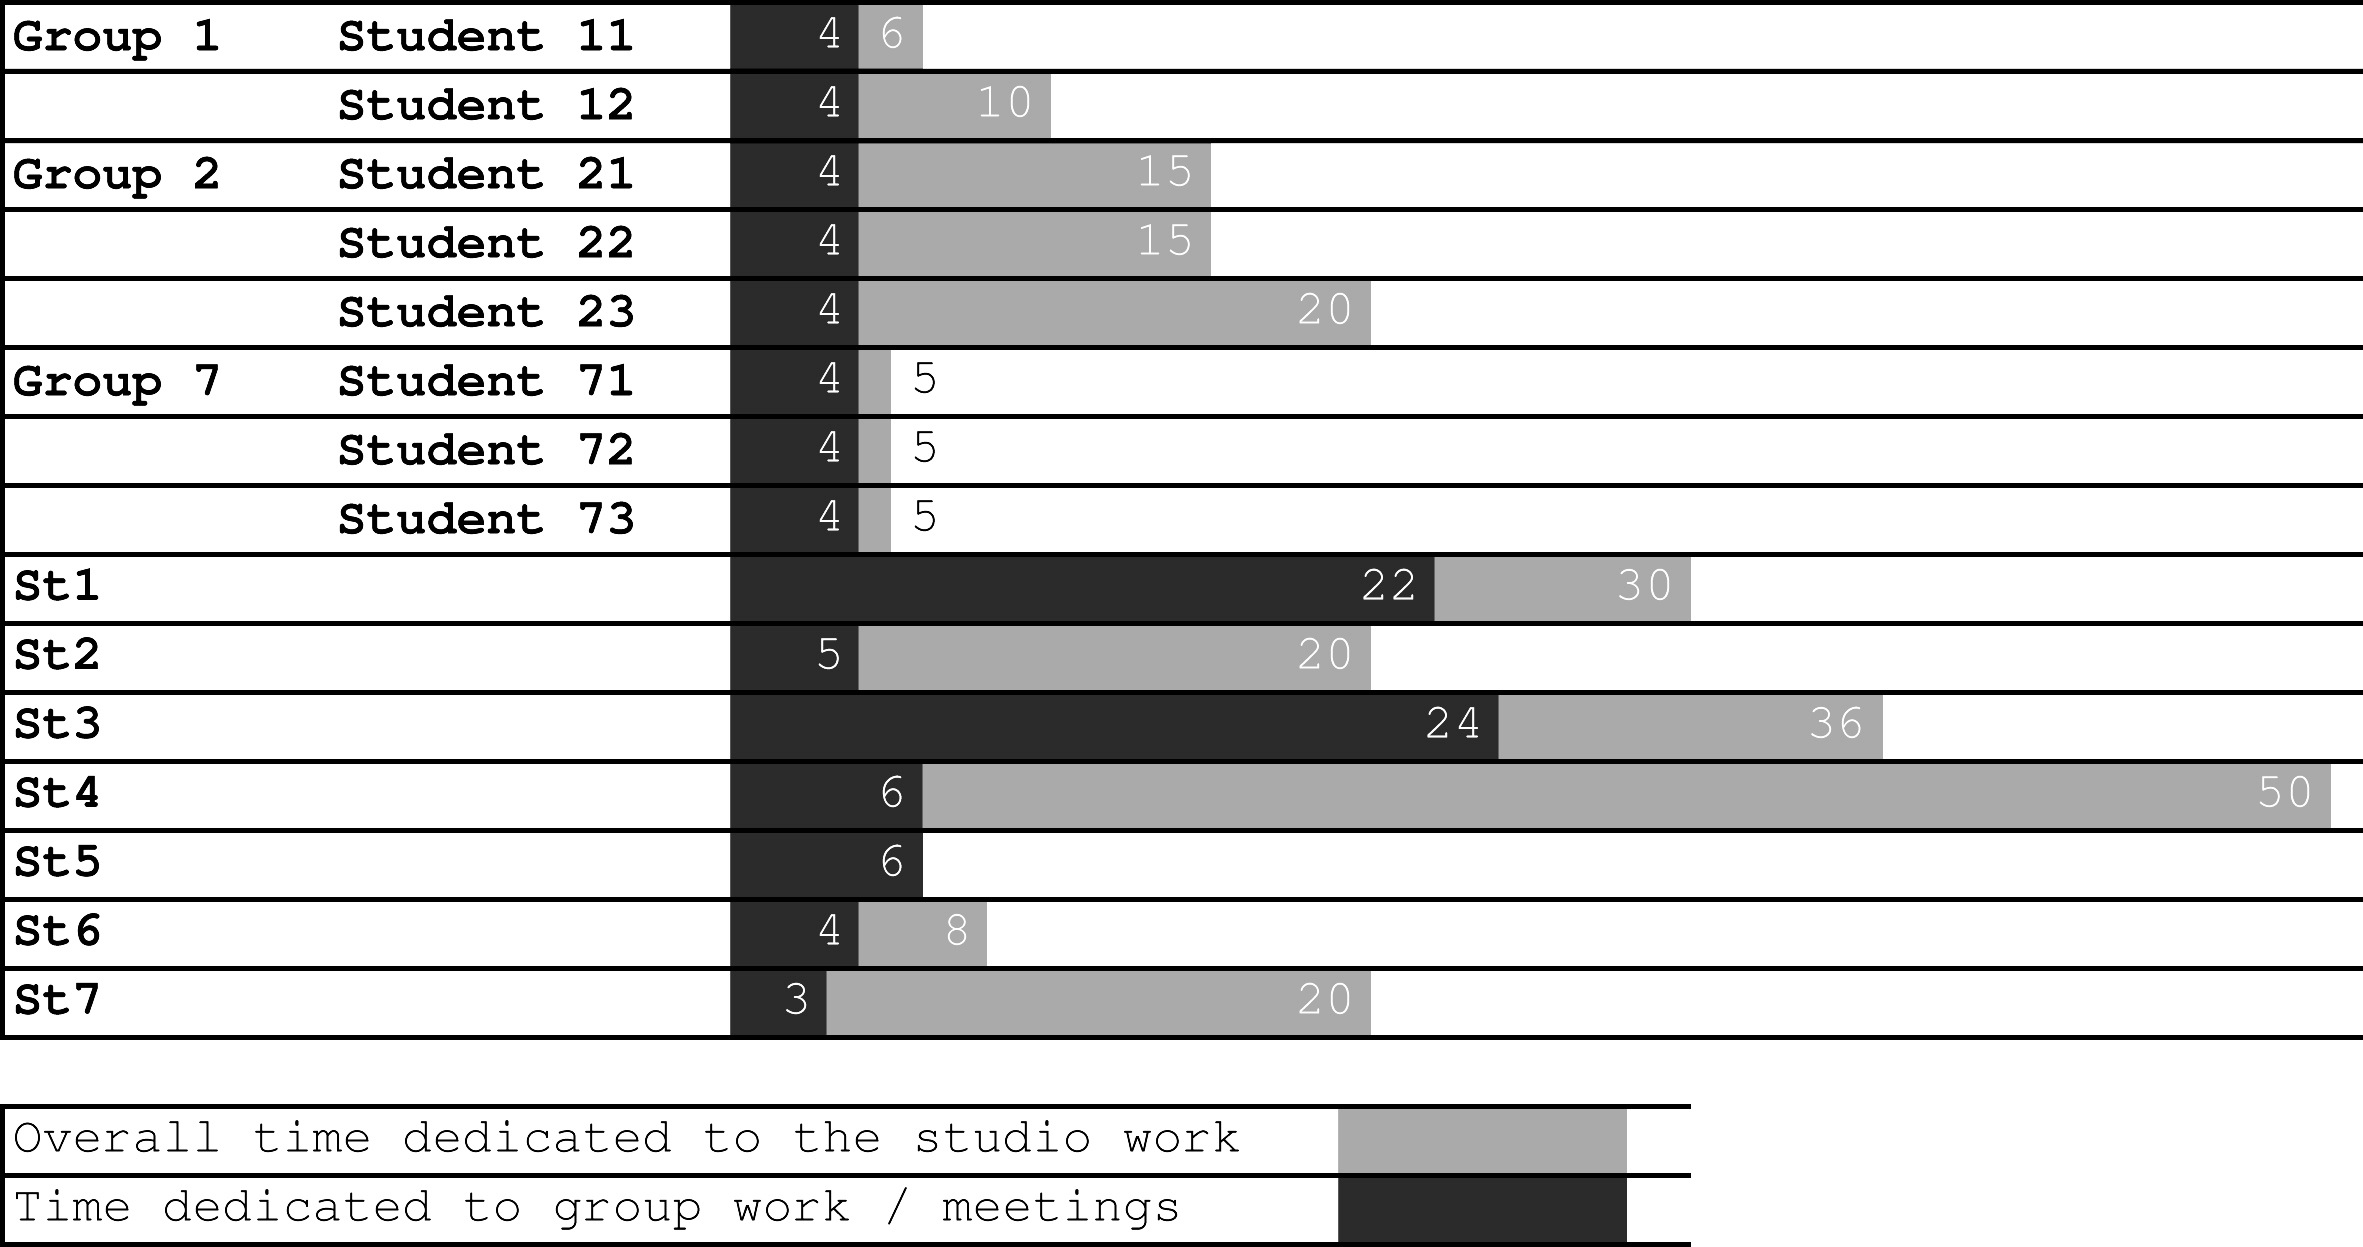 Group 1 Student 11 4 6
Student 12 4 10
Group 2 Student 21 4 15
Student 22 4 15
Student 23 4 20
Group 7 Student 71 4 5
Student 72 4 5
Student 73 4 5
St1 22 30
St2 5 20
St3 24 36
St4 6 50
St5 6
St6 4 8
St7 3 20
Overall time dedicated to the studio work
Time dedicated to group work / meetings